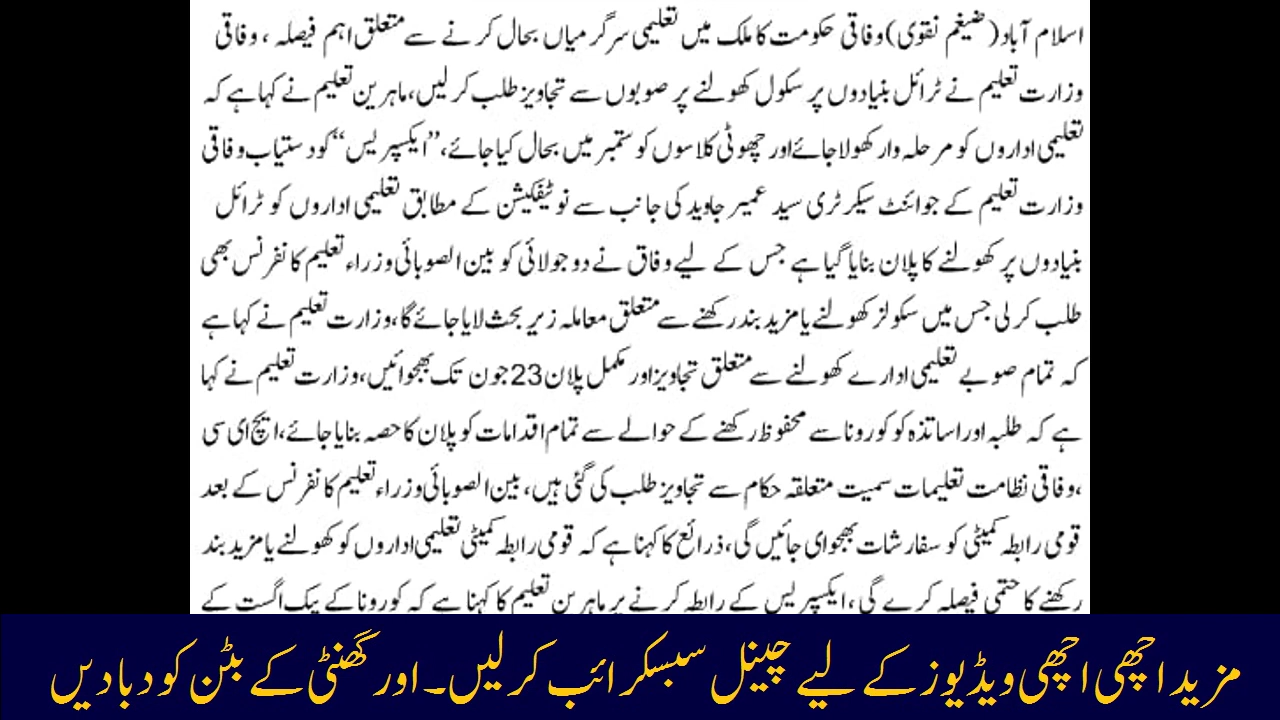 اسلام آباد(ضیغم نقوی)وفاقی حکومت کا ملک میں تعلیمی سرگرمیاں بحال کرنے سے متعلق اہم فیصلہ ، وفاقی
وزارت تعلیم نے ٹرائل بنیادوں پر سکول کھولنے پر صوبوں سے تجاویز طلب کرلیں،ماہرین تعلیم نے کہا ہے کہ
تعلیمی اداروں کو مرحلہ وار کھولا جائے اور چھوٹی کلاسوں کو ستمبر میں بحال کیا جائے،’’ایکسپریس‘‘ کو دستیاب وفاقی
وزارت تعلیم کے جوائنٹ سیکرٹری سید عمیر جاوید کی جانب سے نوٹیفکیشن کے مطابق تعلیمی اداروں کو ٹرائل
بنیادوں پر کھولنے کا پلان بنایا گیا ہے جس کے لیے وفاق نے دو جولائی کو بین الصوبائی وزراء تعلیم کانفرنس بھی
طلب کرلی جس میں سکولز کھولنے یا مزید بند رکھنے سے متعلق معاملہ زیر بحث لایا جائے گا،وزارت تعلیم نے کہا ہے
کہ تمام صوبے تعلیمی ادارے کھولنے سے متعلق تجاویز اور مکمل پلان 23جون تک بھجوائیں،وزارت تعلیم نے کہا
ہے کہ طلبہ اور اساتذہ کو کورونا سے محفوظ رکھنے کے حوالے سے تمام اقدامات کو پلان کا حصہ بنایا جائے،ایچ ای سی
،وفاقی نظامت تعلیمات سمیت متعلقہ حکام سے تجاویز طلب کی گئی ہیں،بین الصوبائی وزراء تعلیم کانفرنس کے بعد
قومی رابطہ کمیٹی کو سفارشات بھجوای جائیں گی،ذرائع کا کہنا ہے کہ قومی رابطہ کمیٹی تعلیمی اداروں کو کھولنے یا مزید بند
رکھنے کا حتمی فیصلہ کرے گی،ایکسپریس کے رابطہ کرنے پر ماہرین تعلیم کا کہنا ہے کہ کورونا کے پیک اگست کے
مزید اچھی اچھی ویڈیوز کے لیے چینل سبسکرائب کرلیں۔ اور گھنٹی کے بٹن کو دبادیں